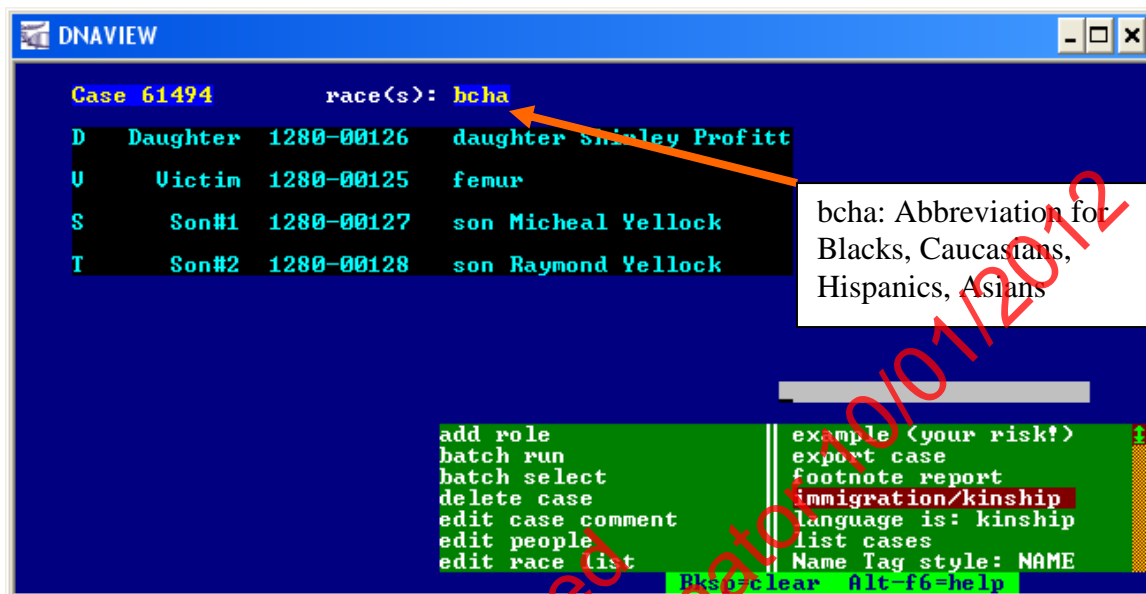 DNAVIEW
Case 61494 race(s): bcha
D Daughter 1280-00126 daughter Shirley Profitt
V Victim 1280-00125 femur
S Son#1 1280-00127 son Micheal Yellock
T Son#2 1280-00128 son Raymond Yellock
bcha: Abbreviation for
Blacks, Caucasians,
Hispanics, Asians
add role
batch run
batch select
delete case
edit case comment
edit people
edit race list
example (your risk!)
export case
footnote report
immigration/kinship
language is: kinship
list cases
Name Tag style: NAME
Bksp=clear Alt-f6=help
10/01/2012